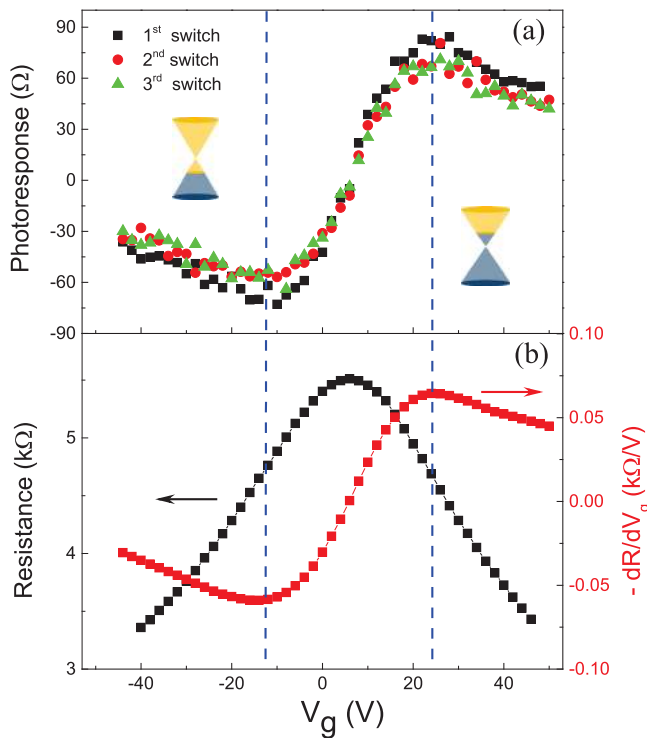 (a)
1st switch
2nd switch
3rd switch
Photoresponse (Ω)
90
60
30
0
-30
-60
-90
(b)
Resistance (kΩ)
5
4
3
0.10
0.05
0.00
-0.05
-0.10
- dR/dVg (kΩ/V)
-40 -20 0 20 40
Vg (V)